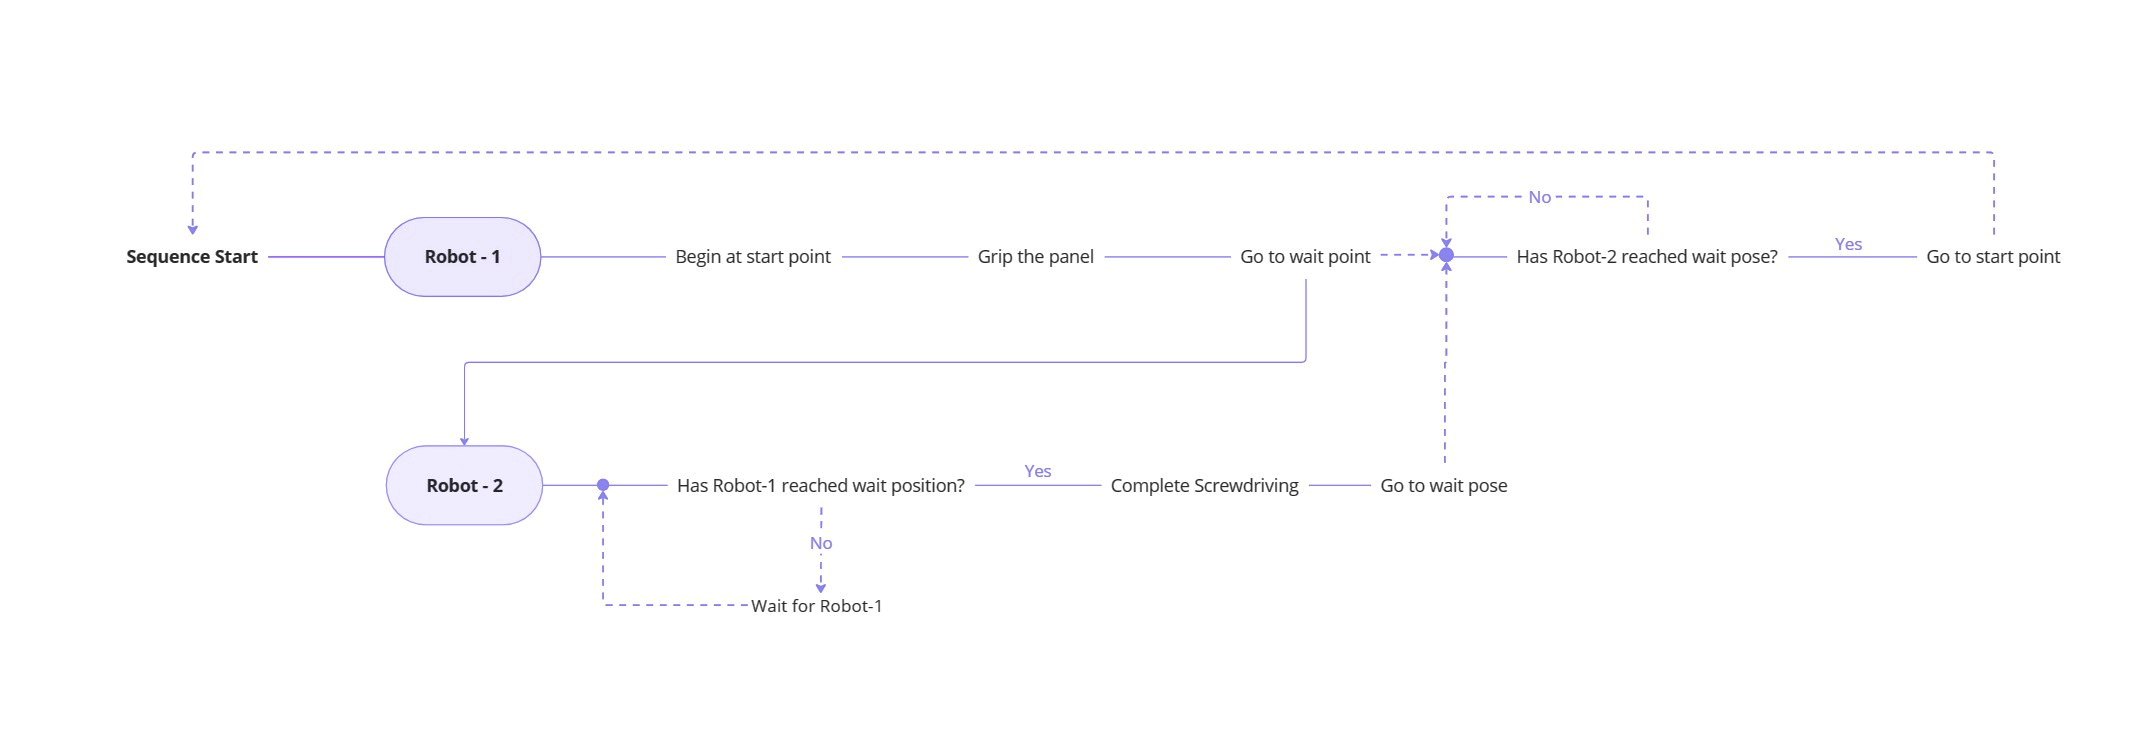 No
Sequence Start
Robot - 1
Begin at start point
Grip the panel
Go to wait point
Has Robot-2 reached wait pose?
Yes
Go to start point
Robot - 2
Has Robot-1 reached wait position?
Yes
Complete Screwdriving
Go to wait pose
No
Wait for Robot-1